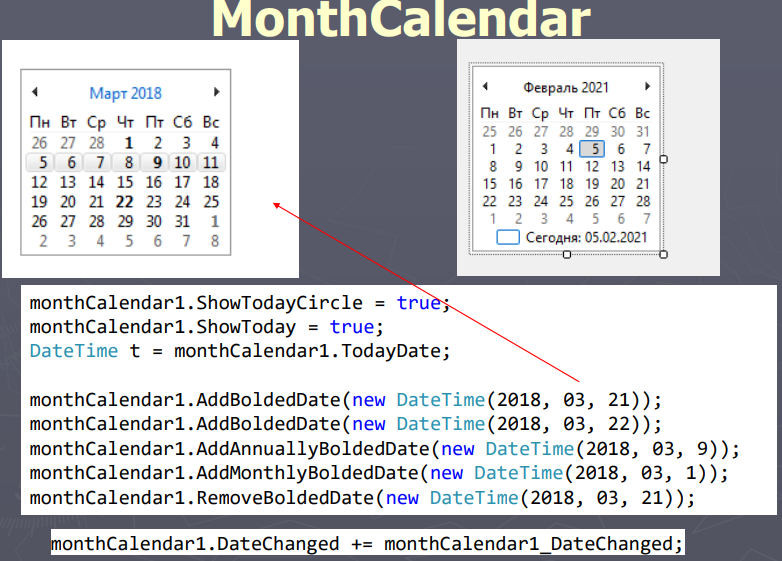 MonthCalendar
Март 2018
Пн Вт Ср Чт Пт Сб Вс
26 27 28 1 2 3 4
5 6 7 8 9 10 11
12 13 14 15 16 17 18
19 20 21 22 23 24 25
26 27 28 29 30 31 1
2 3 4 5 6 7 8
Февраль 2021
Пн Вт Ср Чт Пт Сб Вс
25 26 27 28 29 30 31
1 2 3 4 5 6 7
8 9 10 11 12 13 14
15 16 17 18 19 20 21
22 23 24 25 26 27 28
1 2 3 4 5 6 7
Сегодня: 05.02.2021
monthCalendar1.ShowTodayCircle = true;
monthCalendar1.ShowToday = true;
DateTime t = monthCalendar1.TodayDate;
monthCalendar1.AddBoldedDate(new DateTime(2018, 03, 21));
monthCalendar1.AddBoldedDate(new DateTime(2018, 03, 22));
monthCalendar1.AddAnnuallyBoldedDate(new DateTime(2018, 03, 9));
monthCalendar1.AddMonthlyBoldedDate(new DateTime(2018, 03, 1));
monthCalendar1.RemoveBoldedDate(new DateTime(2018, 03, 21));
monthCalendar1.DateChanged += monthCalendar1_DateChanged;